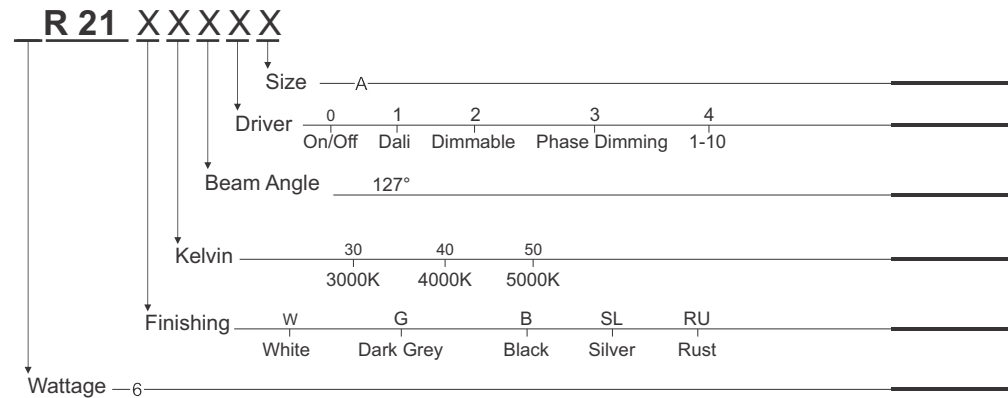 R 21 X X X X X
Size A
Driver 0 1 2 3 4
On/Off Dali Dimmable Phase Dimming 1-10
Beam Angle 127°
Kelvin 30 40 50
3000K 4000K 5000K
Finishing W G B SL RU
White Dark Grey Black Silver Rust
Wattage 6